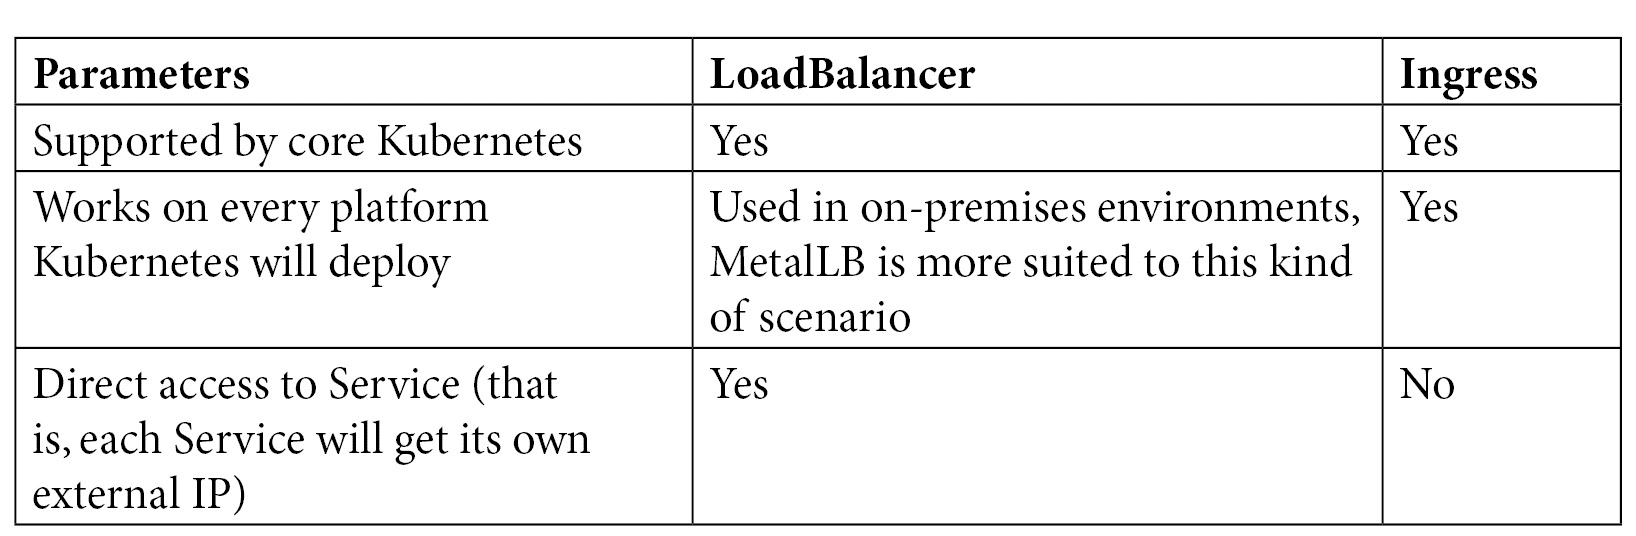 Parameters LoadBalancer Ingress
Supported by core Kubernetes Yes Yes
Works on every platform Used in on-premises environments, Yes
Kubernetes will deploy MetalLB is more suited to this kind
of scenario
Direct access to Service (that Yes No
is, each Service will get its own
external IP)